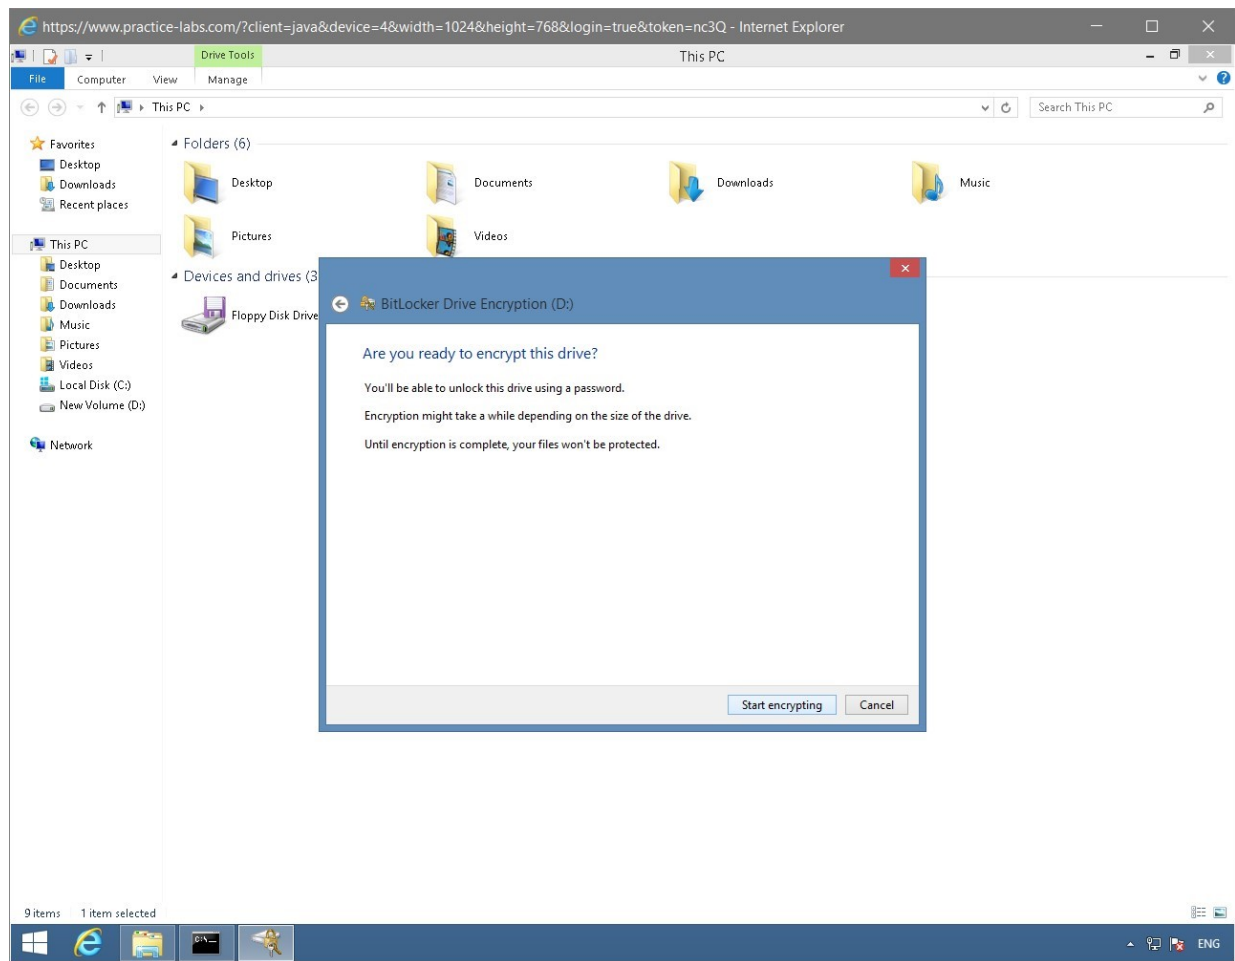 https://www.practice-labs.com/?client=java&device=4&width=1024&height=768&login=true&token=nc3Q - Internet Explorer
Drive Tools
This PC
File Computer View Manage
This PC
Search This PC
Favorites
Desktop
Downloads
Recent places
This PC
Desktop
Documents
Downloads
Music
Pictures
Videos
Local Disk (C:)
New Volume (D:)
Network
Folders (6)
Desktop
Documents
Downloads
Music
Pictures
Videos
Devices and drives (3
Floppy Disk Drive
BitLocker Drive Encryption (D:)
Are you ready to encrypt this drive?
You'll be able to unlock this drive using a password.
Encryption might take a while depending on the size of the drive.
Until encryption is complete, your files won't be protected.
Start encrypting Cancel
9 items 1 item selected
C:\_
ENG